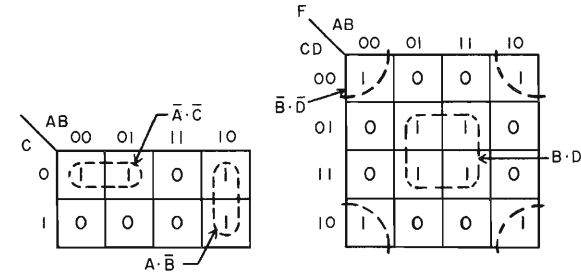 AB
C
00 01 11 10
Ā·C̄
0 1 1 0 1
1 0 0 0 1
A·B̄
F
AB
CD
00 01 11 10
00 1 0 0 1
B̄·D̄
01 0 1 1 0
B·D
11 0 1 1 0
10 1 0 0 1